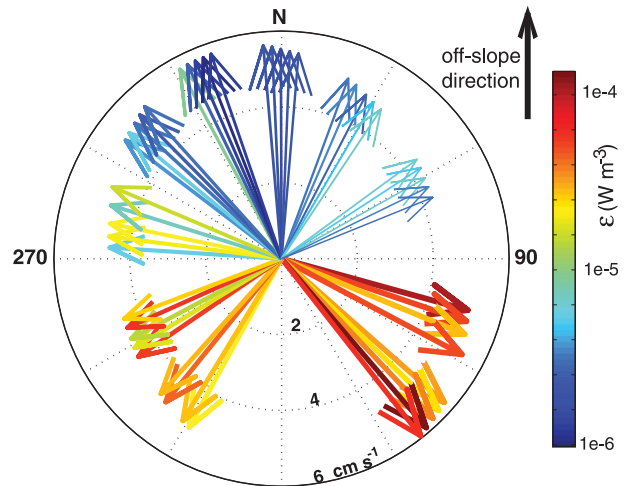 N
off-slope
direction
1e-4
ε (W m⁻³)
270
90
1e-5
2
4
6 cm s⁻¹
1e-6